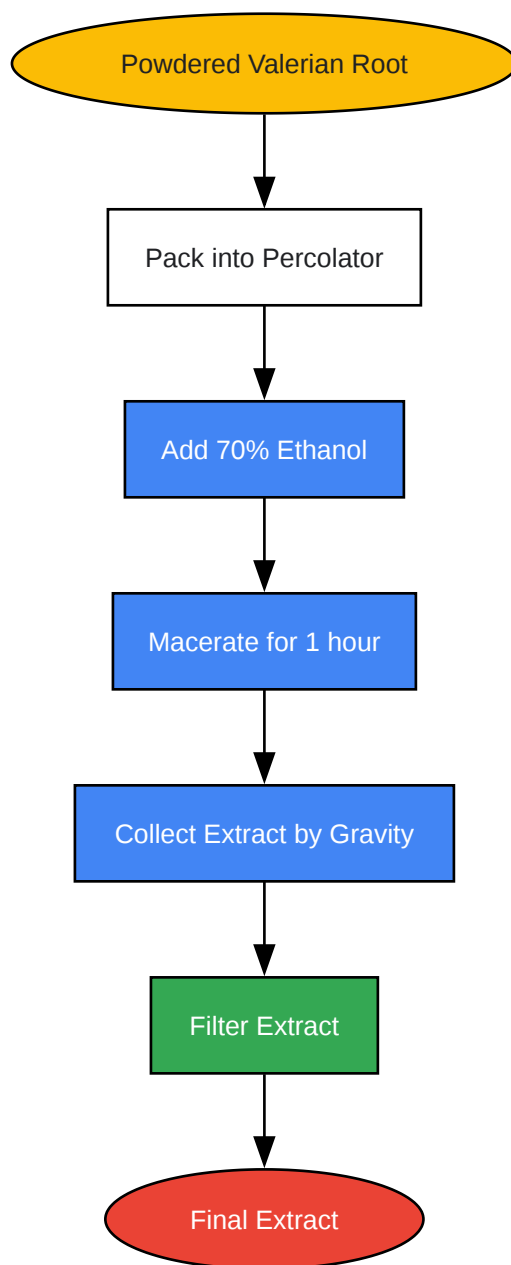 Powdered Valerian Root
Pack into Percolator
Add 70% Ethanol
Macerate for 1 hour
Collect Extract by Gravity
Filter Extract
Final Extract